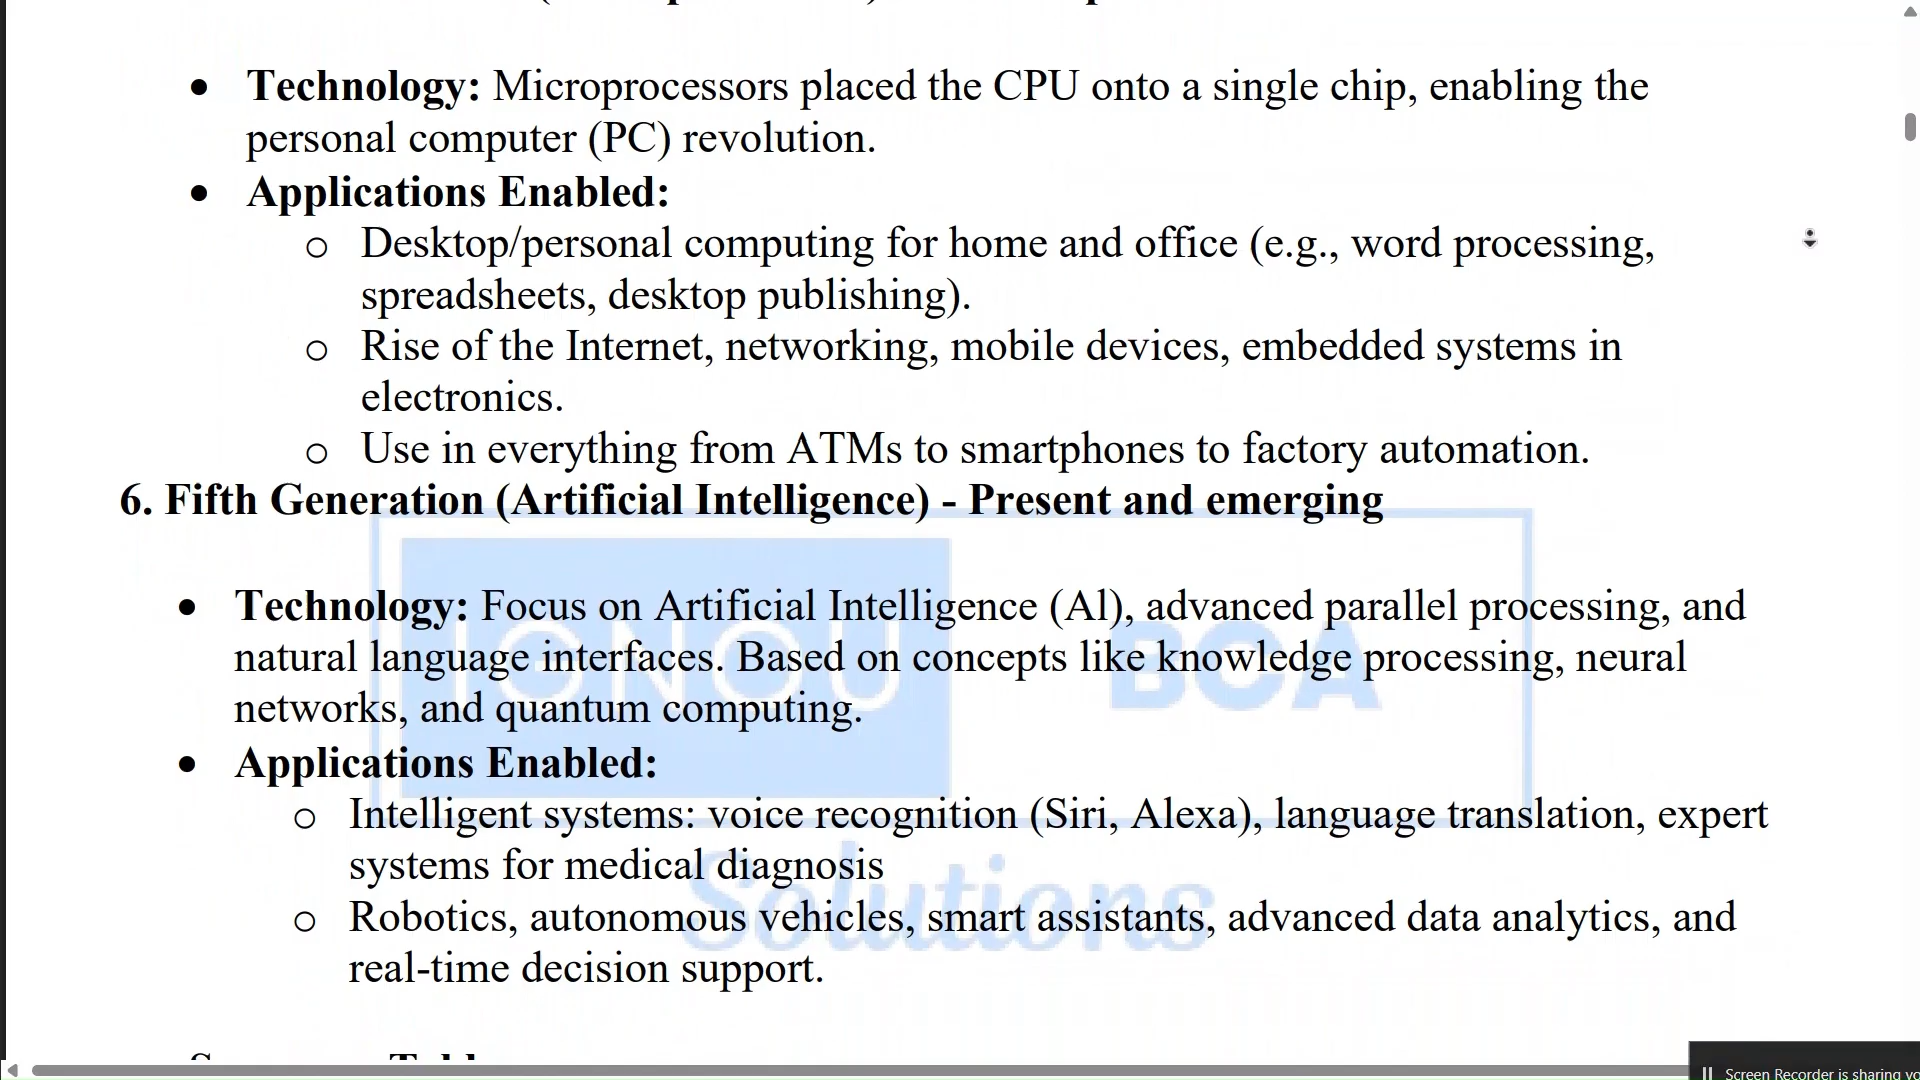 • Technology: Microprocessors placed the CPU onto a single chip, enabling the
personal computer (PC) revolution.
• Applications Enabled:
o Desktop/personal computing for home and office (e.g., word processing,
spreadsheets, desktop publishing).
o Rise of the Internet, networking, mobile devices, embedded systems in
electronics.
o Use in everything from ATMs to smartphones to factory automation.
6. Fifth Generation (Artificial Intelligence) - Present and emerging
• Technology: Focus on Artificial Intelligence (Al), advanced parallel processing, and
natural language interfaces. Based on concepts like knowledge processing, neural
networks, and quantum computing.
IGNOU BCA
• Applications Enabled:
o Intelligent systems: voice recognition (Siri, Alexa), language translation, expert
systems for medical diagnosis
Solutions
o Robotics, autonomous vehicles, smart assistants, advanced data analytics, and
real-time decision support.
Screen Recorder is sharing